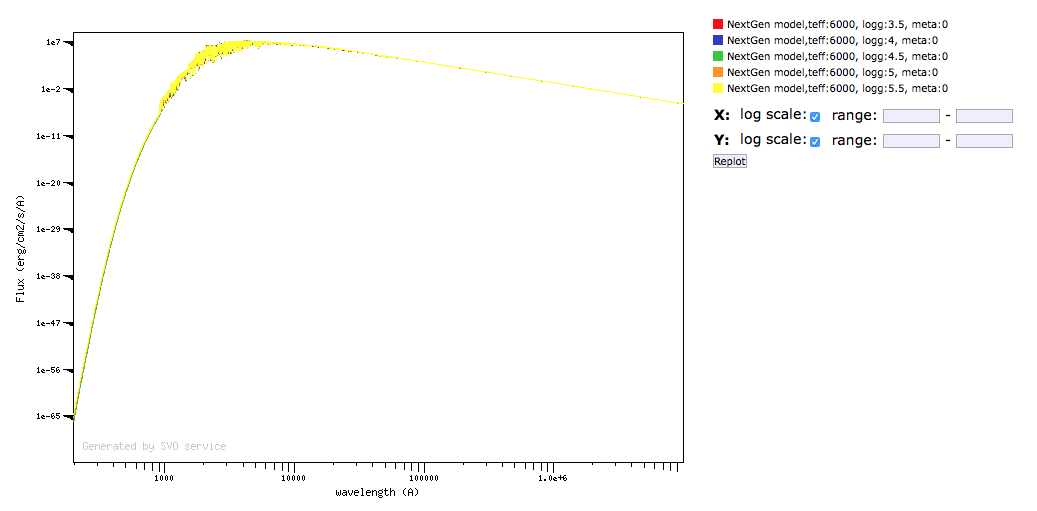 NextGen model,teff:6000, logg:3.5, meta:0
NextGen model,teff:6000, logg:4, meta:0
NextGen model,teff:6000, logg:4.5, meta:0
NextGen model,teff:6000, logg:5, meta:0
NextGen model,teff:6000, logg:5.5, meta:0
X: log scale: range: -
Y: log scale: range: -
Replot
Flux (erg/cm2/s/A)
1e7
1e-2
1e-11
1e-20
1e-29
1e-38
1e-47
1e-56
1e-65
Generated by SVO service
1000 10000 100000 1.0e+6
wavelength (A)